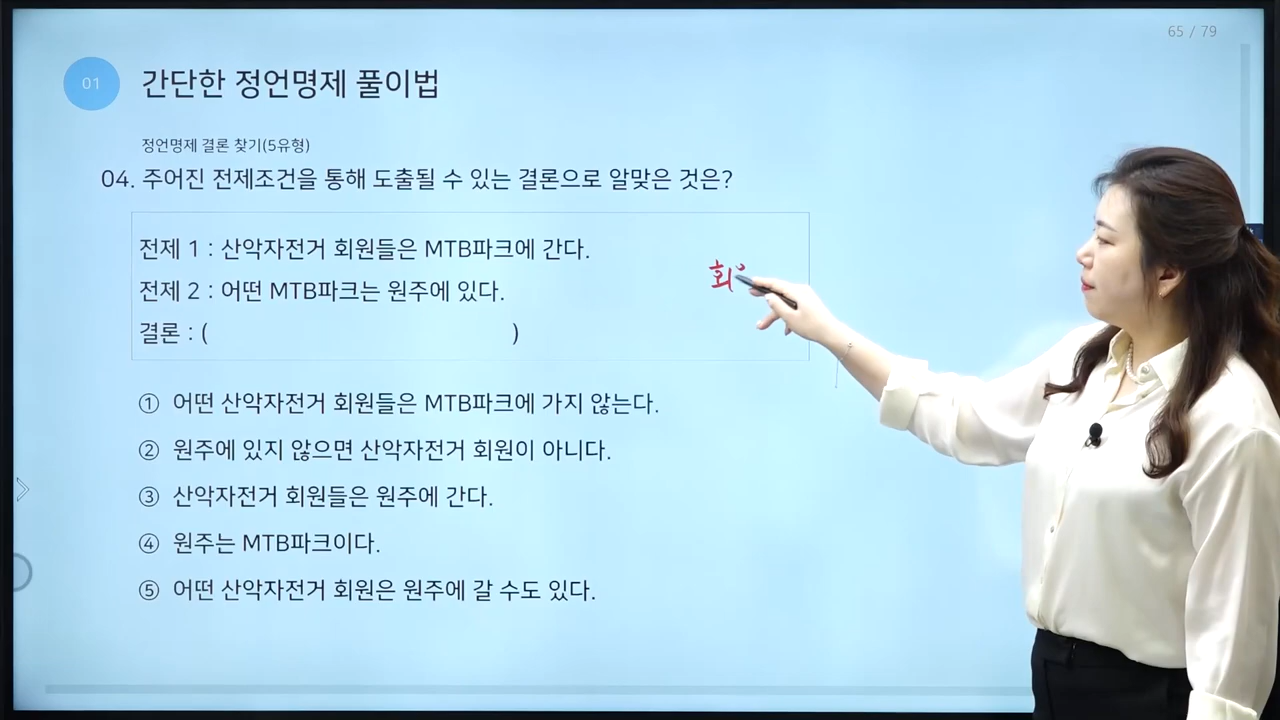 65 / 79
01
간단한 정언명제 풀이법
정언명제 결론 찾기(5유형)
04. 주어진 전제조건을 통해 도출될 수 있는 결론으로 알맞은 것은?
전제 1 : 산악자전거 회원들은 MTB파크에 간다.
전제 2 : 어떤 MTB파크는 원주에 있다.
결론 : ( )
회
① 어떤 산악자전거 회원들은 MTB파크에 가지 않는다.
② 원주에 있지 않으면 산악자전거 회원이 아니다.
③ 산악자전거 회원들은 원주에 간다.
④ 원주는 MTB파크이다.
⑤ 어떤 산악자전거 회원은 원주에 갈 수도 있다.